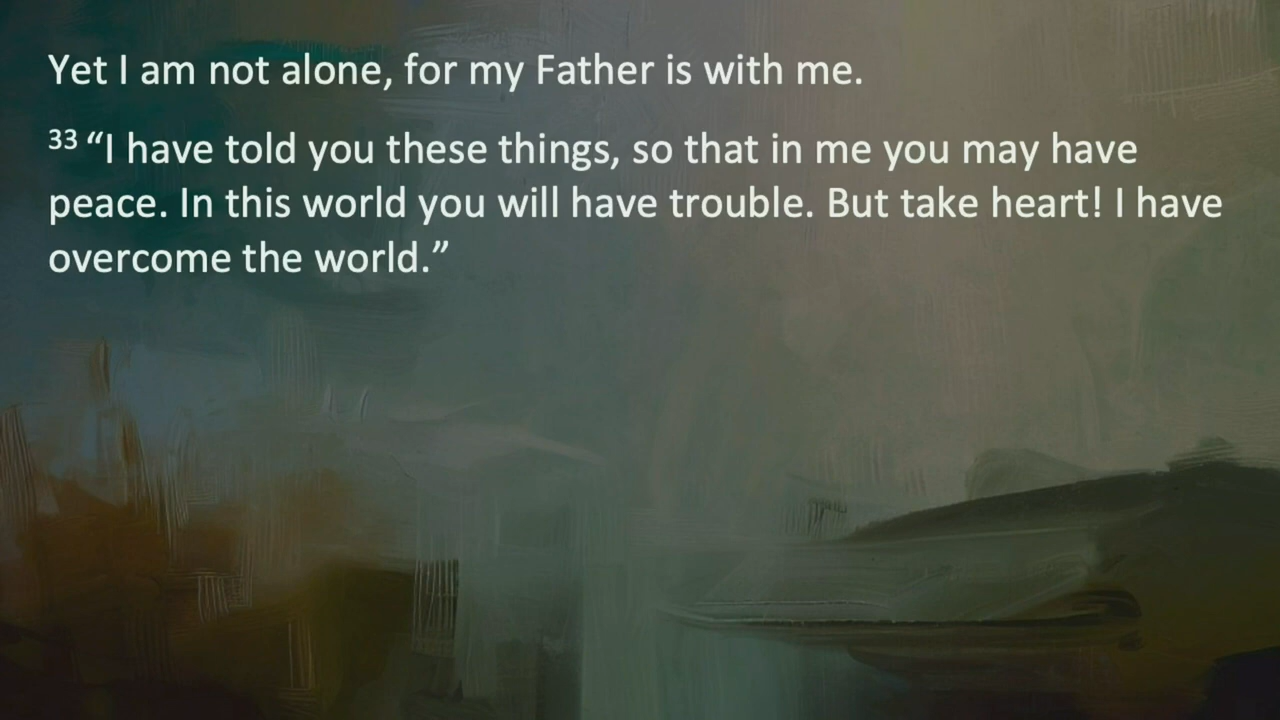 Yet I am not alone, for my Father is with me.
33 “I have told you these things, so that in me you may have
peace. In this world you will have trouble. But take heart! I have
overcome the world.”